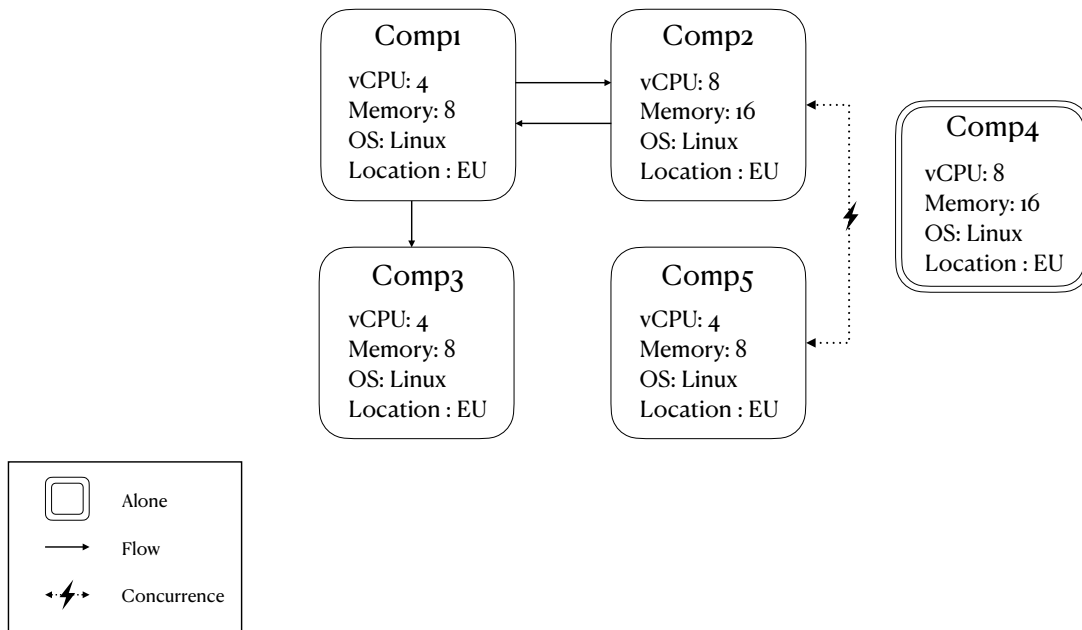 Comp1
vCPU: 4
Memory: 8
OS: Linux
Location : EU
Comp2
vCPU: 8
Memory: 16
OS: Linux
Location : EU
Comp4
vCPU: 8
Memory: 16
OS: Linux
Location : EU
Comp3
vCPU: 4
Memory: 8
OS: Linux
Location : EU
Comp5
vCPU: 4
Memory: 8
OS: Linux
Location : EU
Alone
Flow
Concurrence